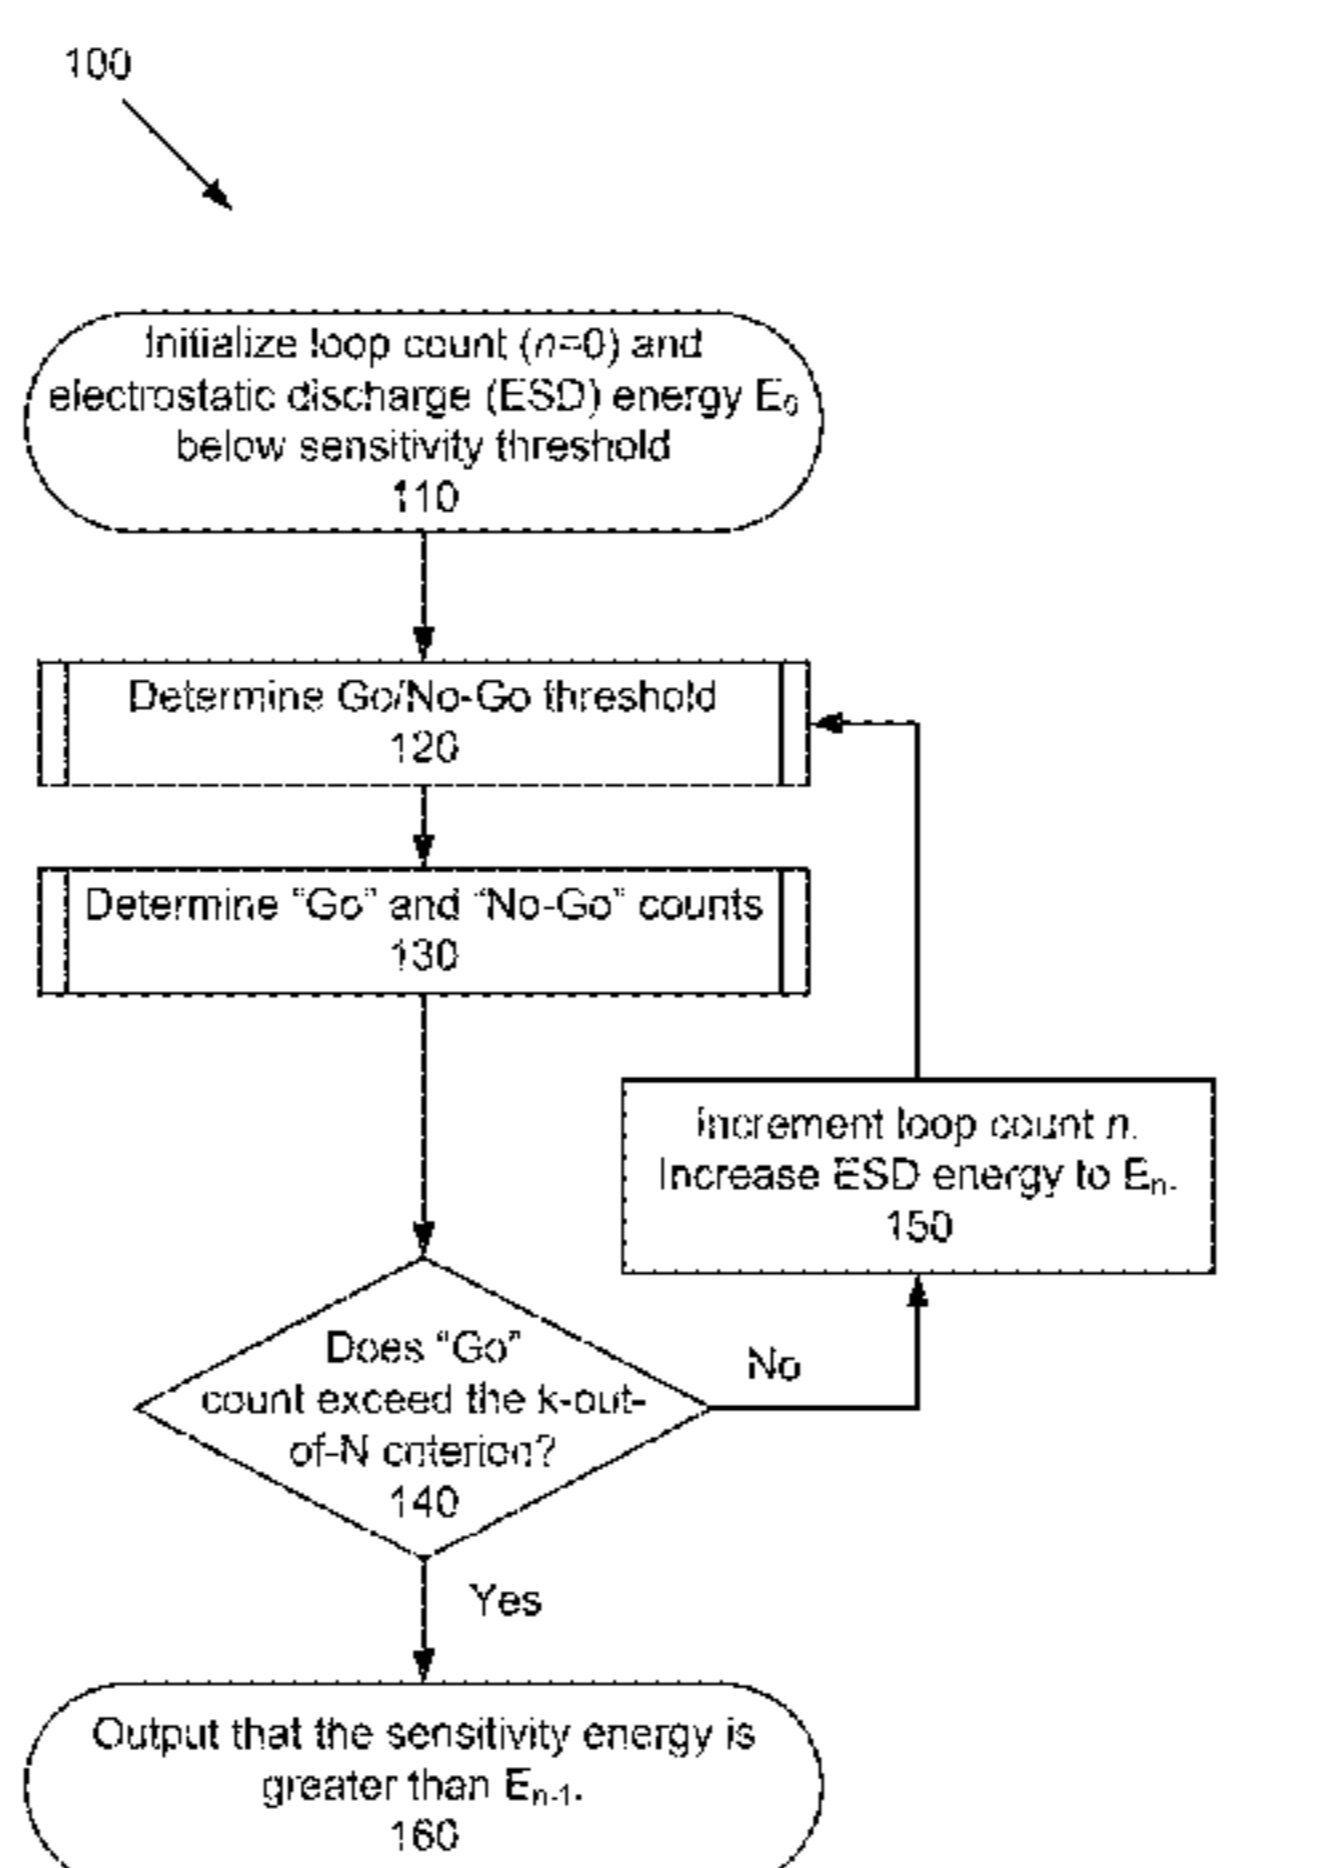 100
Initialize loop count (n=0) and
electrostatic discharge (ESD) energy E₀
below sensitivity threshold
110
Determine Go/No-Go threshold
120
Determine “Go” and “No-Go” counts
130
Increment loop count n.
Increase ESD energy to Eₙ.
150
Does “Go”
count exceed the k-out-
of-N criterion?
140
No
Yes
Output that the sensitivity energy is
greater than Eₙ₋₁.
160